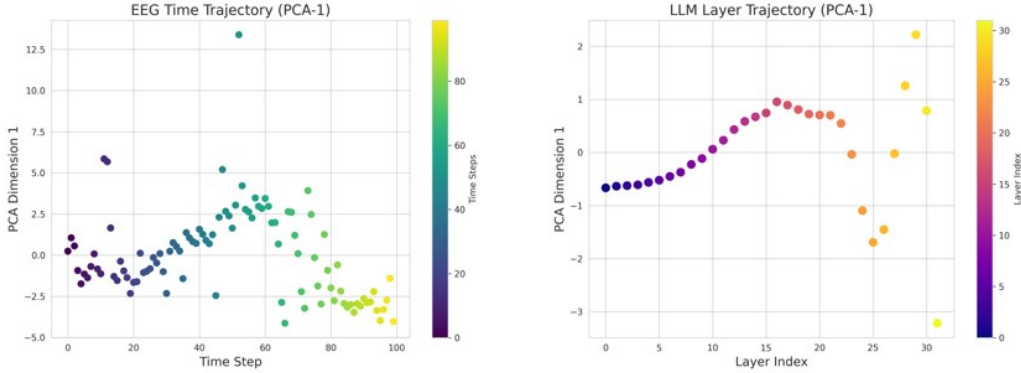 EEG Time Trajectory (PCA-1)
PCA Dimension 1
12.5
10.0
7.5
5.0
2.5
0.0
−2.5
−5.0
0 20 40 60 80 100
Time Step
80
60
40
20
0
Time Steps
LLM Layer Trajectory (PCA-1)
PCA Dimension 1
2
1
0
−1
−2
−3
0 5 10 15 20 25 30
Layer Index
30
25
20
15
10
5
0
Layer Index